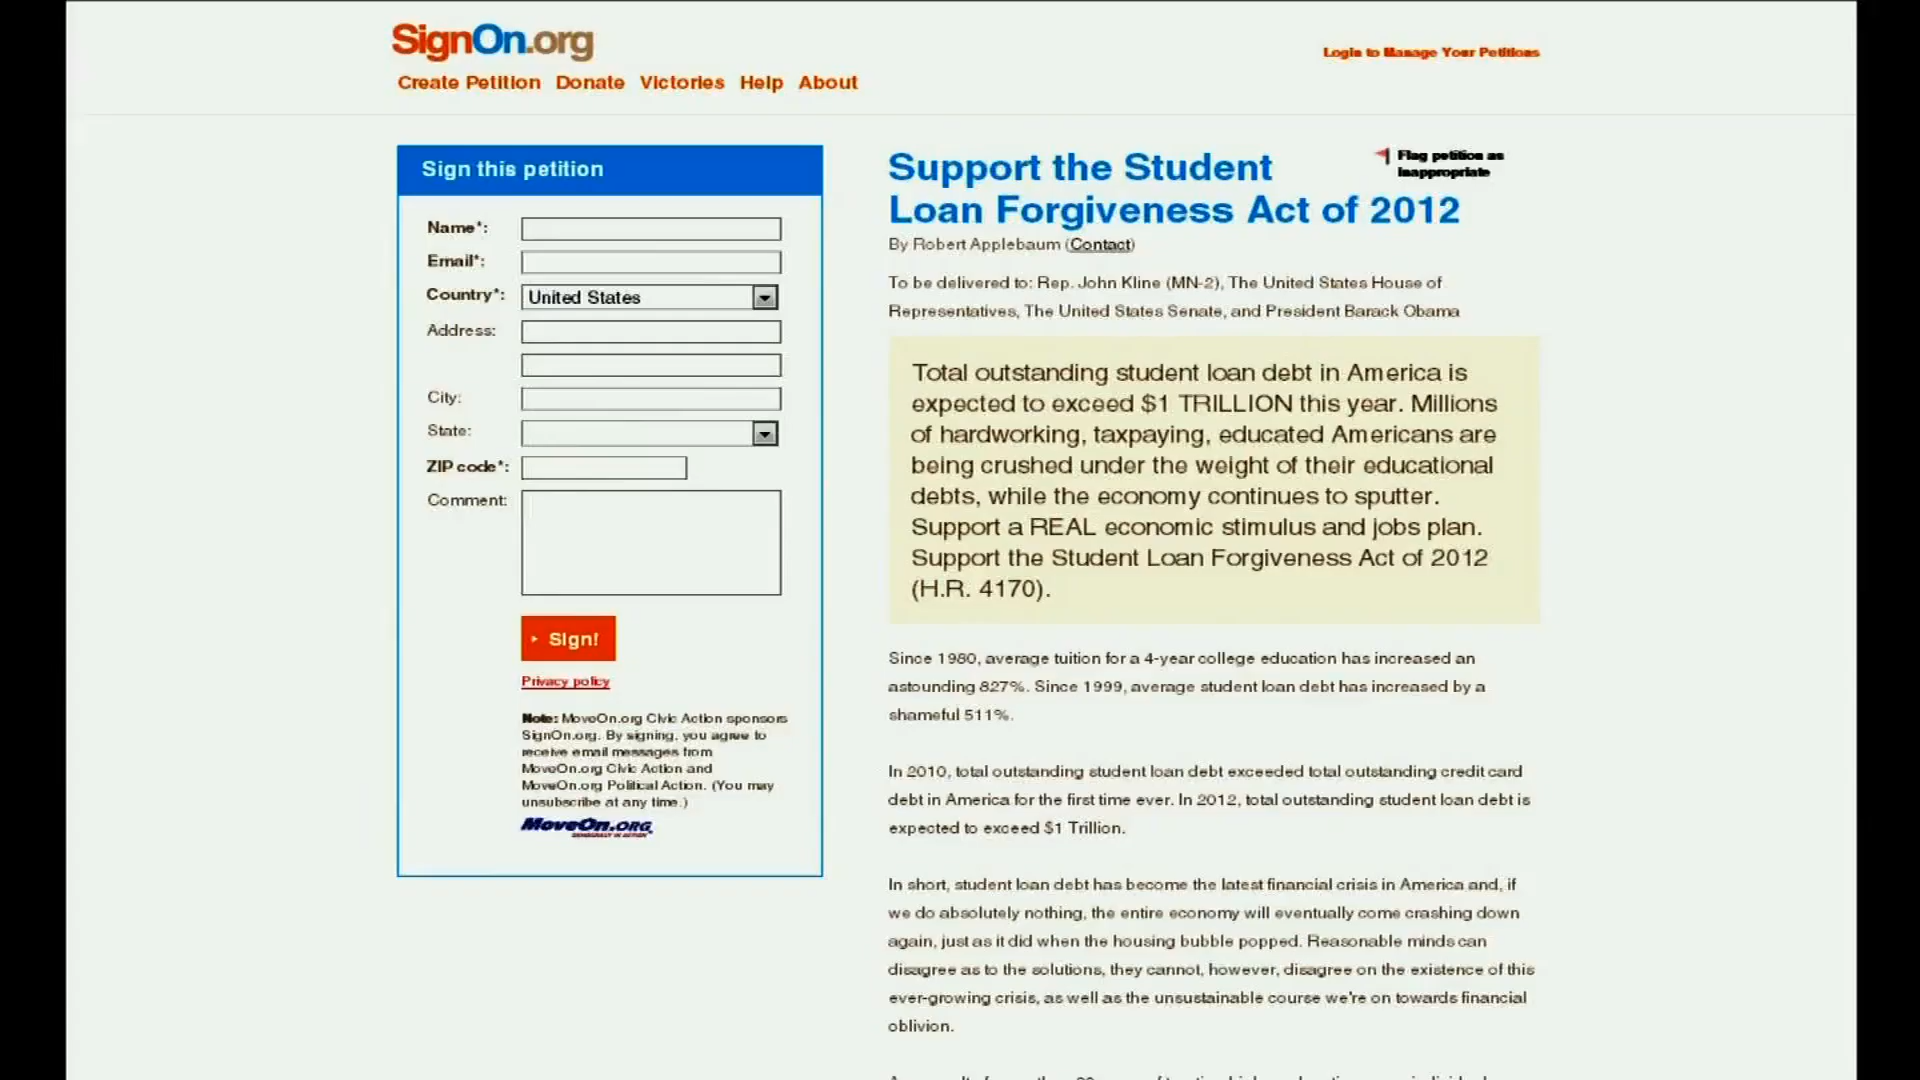 SignOn.org
Login to Manage Your Petitions
Create Petition Donate Victories Help About
Sign this petition
Name*:
Email*:
Country*: United States
Address:
City:
State:
ZIP code*:
Comment:
Sign!
Privacy policy
Note: MoveOn.org Civic Action sponsors
SignOn.org. By signing, you agree to
receive email messages from
MoveOn.org Civic Action and
MoveOn.org Political Action. (You may
unsubscribe at any time.)
MoveOn.ORG
DEMOCRACY IN ACTION
Support the Student
Loan Forgiveness Act of 2012
Flag petition as
inappropriate
By Robert Applebaum (Contact)
To be delivered to: Rep. John Kline (MN-2), The United States House of
Representatives, The United States Senate, and President Barack Obama
Total outstanding student loan debt in America is
expected to exceed $1 TRILLION this year. Millions
of hardworking, taxpaying, educated Americans are
being crushed under the weight of their educational
debts, while the economy continues to sputter.
Support a REAL economic stimulus and jobs plan.
Support the Student Loan Forgiveness Act of 2012
(H.R. 4170).
Since 1980, average tuition for a 4-year college education has increased an
astounding 827%. Since 1999, average student loan debt has increased by a
shameful 511%.
In 2010, total outstanding student loan debt exceeded total outstanding credit card
debt in America for the first time ever. In 2012, total outstanding student loan debt is
expected to exceed $1 Trillion.
In short, student loan debt has become the latest financial crisis in America and, if
we do absolutely nothing, the entire economy will eventually come crashing down
again, just as it did when the housing bubble popped. Reasonable minds can
disagree as to the solutions, they cannot, however, disagree on the existence of this
ever-growing crisis, as well as the unsustainable course we're on towards financial
oblivion.